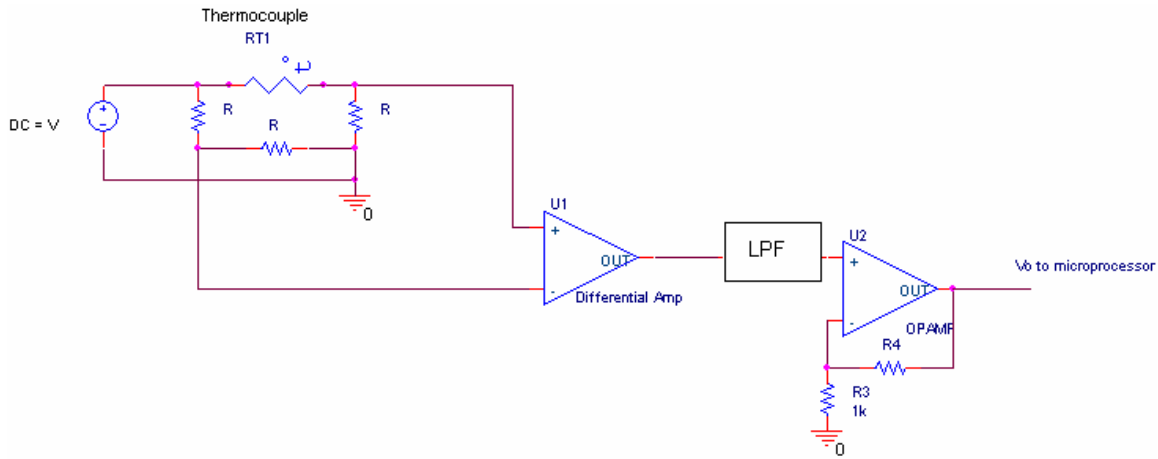 Thermocouple
RT1
t
R
R
R
DC = V
0
U1
+
-
OUT
Differential Amp
LPF
U2
+
-
OUT
OPAMP
Vo to microprocessor
R4
R3
1k
0